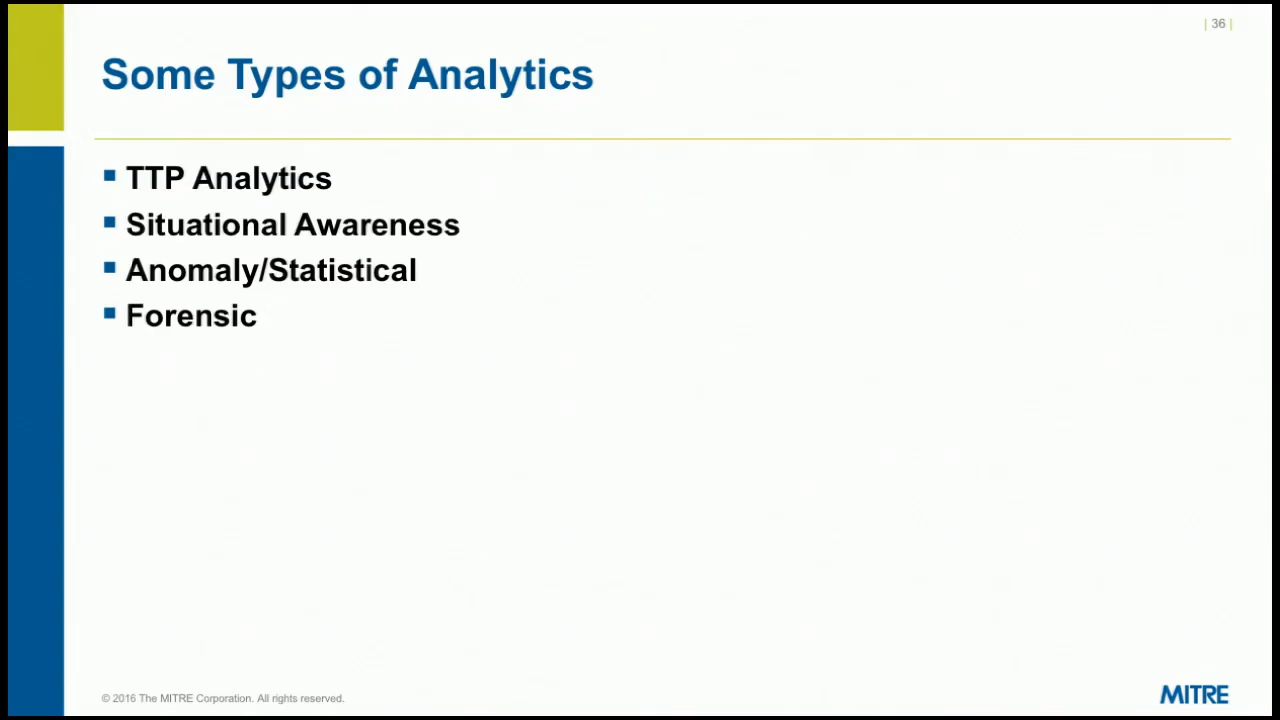 | 36 |
Some Types of Analytics
▪ TTP Analytics
▪ Situational Awareness
▪ Anomaly/Statistical
▪ Forensic
© 2016 The MITRE Corporation. All rights reserved.
MITRE